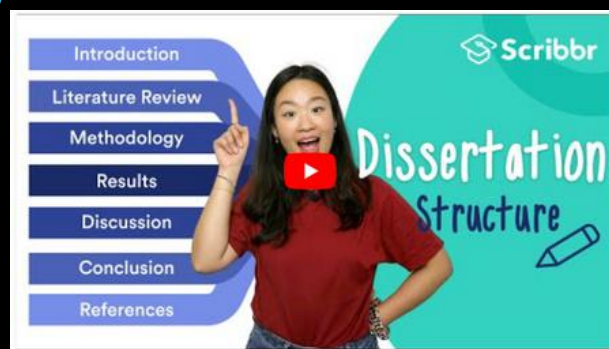 Introduction
Literature Review
Methodology
Results
Discussion
Conclusion
References
Scribbr
Dissertation
Structure